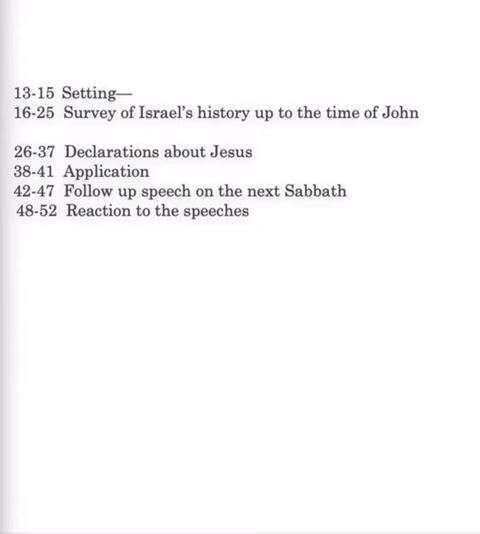 13-15 Setting—
16-25 Survey of Israel's history up to the time of John
26-37 Declarations about Jesus
38-41 Application
42-47 Follow up speech on the next Sabbath
48-52 Reaction to the speeches